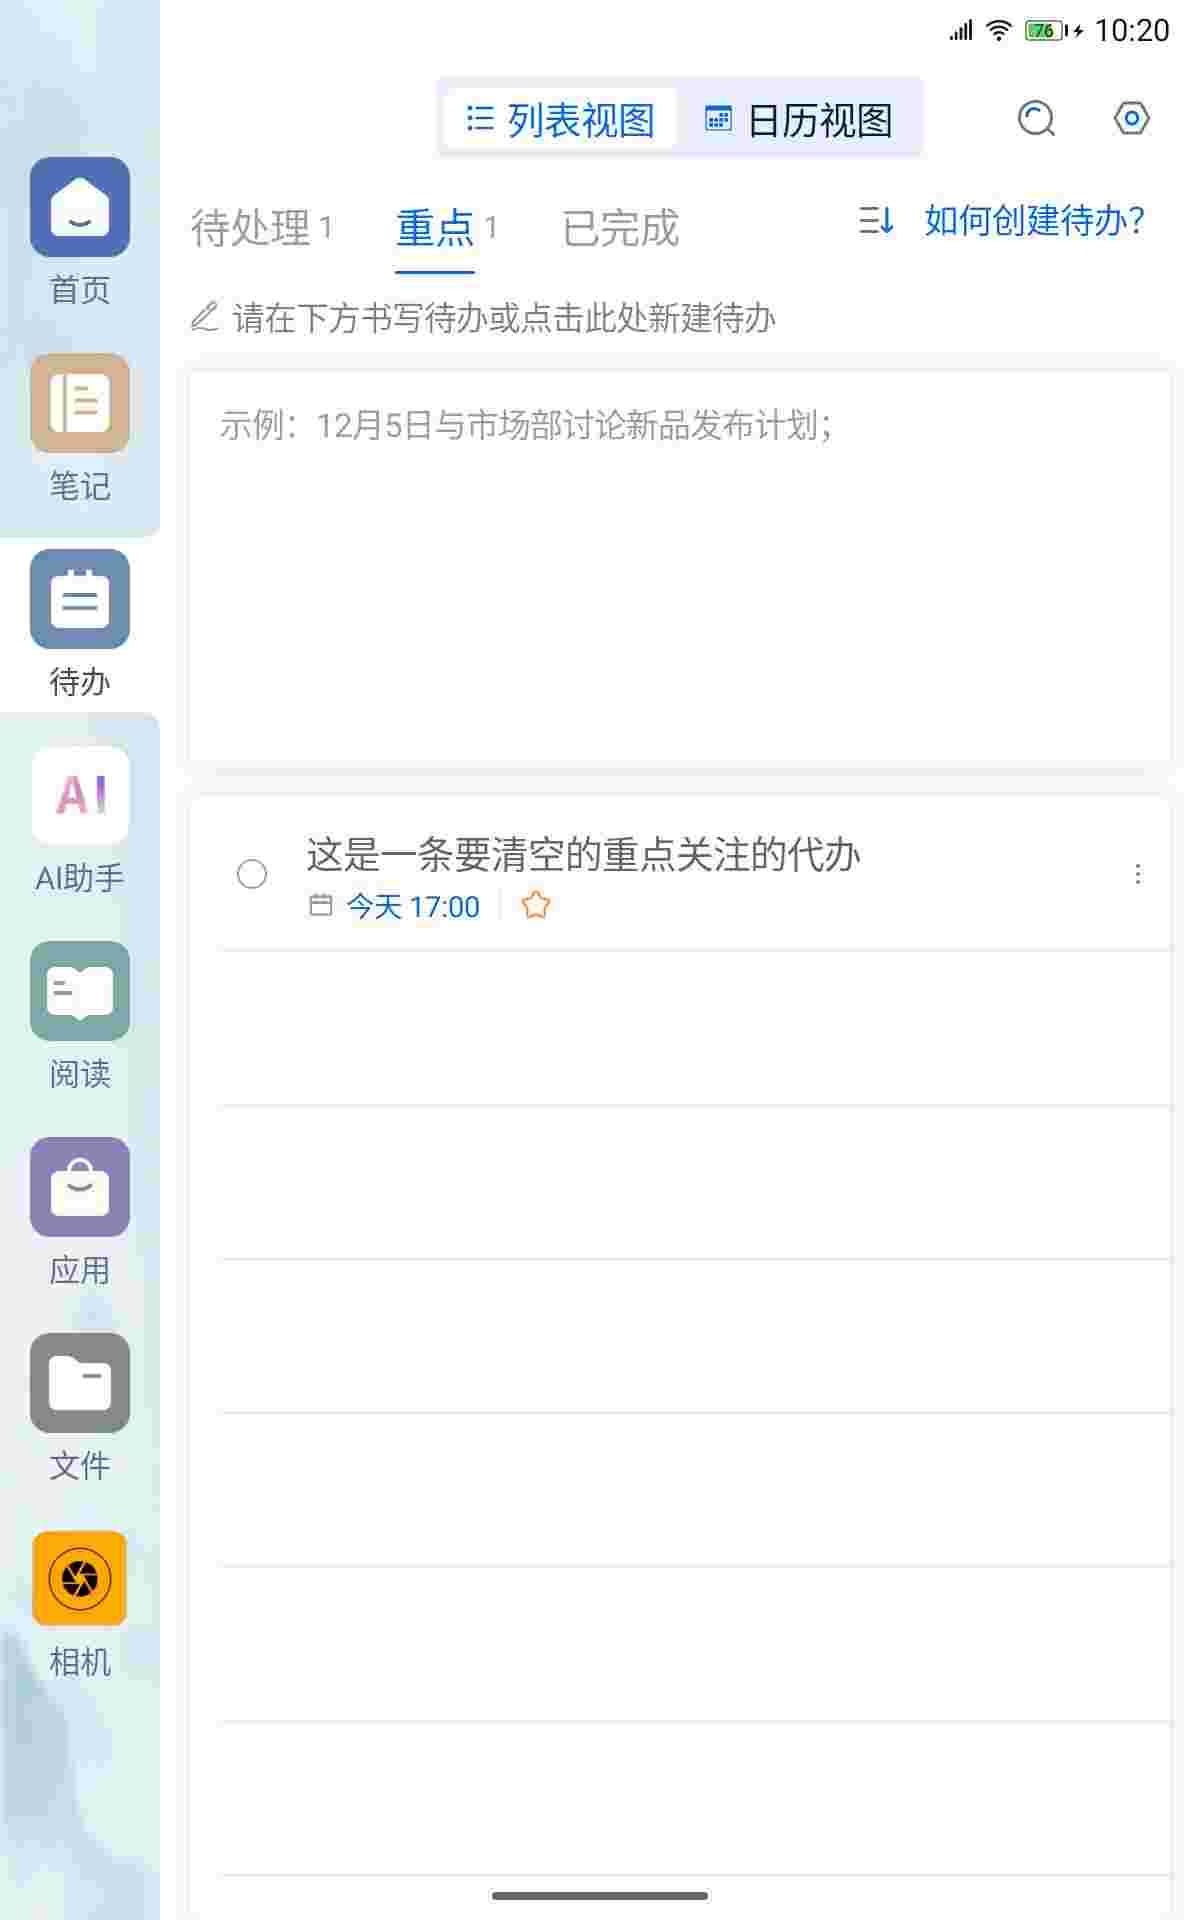 76 10:20
列表视图 日历视图
待处理 1 重点 1 已完成 如何创建待办?
请在下方书写待办或点击此处新建待办
示例：12月5日与市场部讨论新品发布计划；
这是一条要清空的重点关注的代办
今天 17:00
首页
笔记
待办
AI
AI助手
阅读
应用
文件
相机